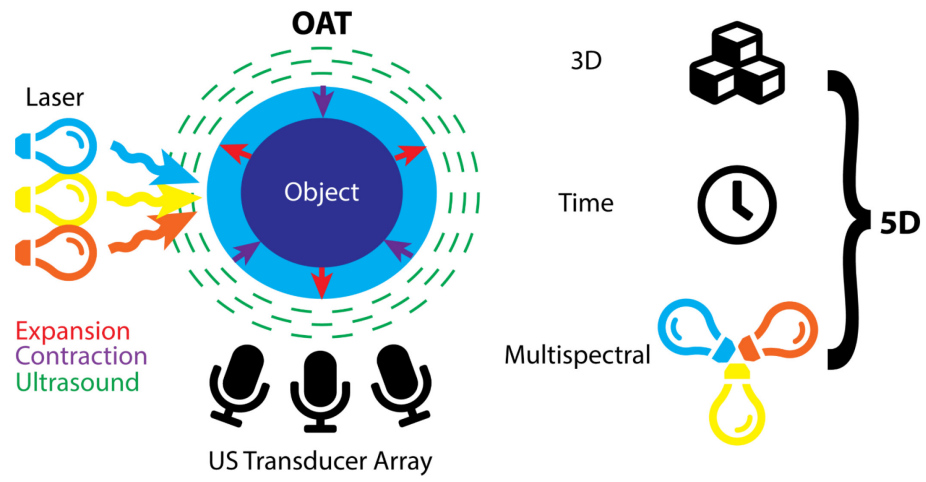 OAT
Laser
Object
Expansion
Contraction
Ultrasound
US Transducer Array
3D
Time
Multispectral
5D